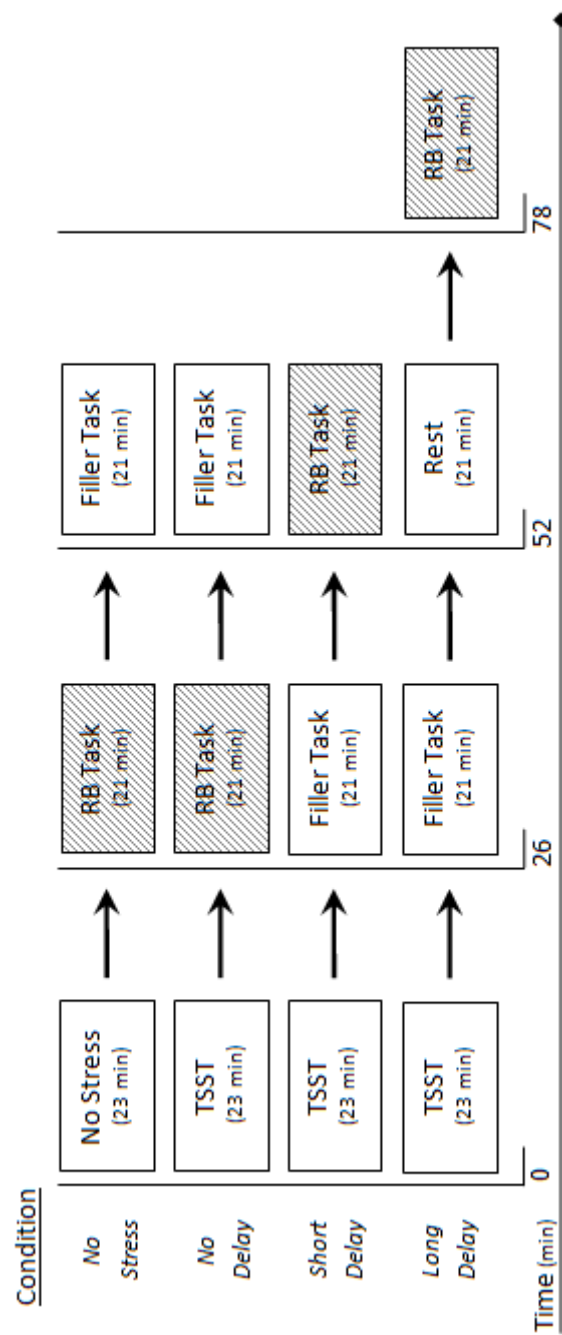 Condition
No
Stress
No Stress
(23 min)
RB Task
(21 min)
Filler Task
(21 min)
No
Delay
TSST
(23 min)
RB Task
(21 min)
Filler Task
(21 min)
Short
Delay
TSST
(23 min)
Filler Task
(21 min)
RB Task
(21 min)
Long
Delay
TSST
(23 min)
Filler Task
(21 min)
Rest
(21 min)
RB Task
(21 min)
Time (min)
0
26
52
78